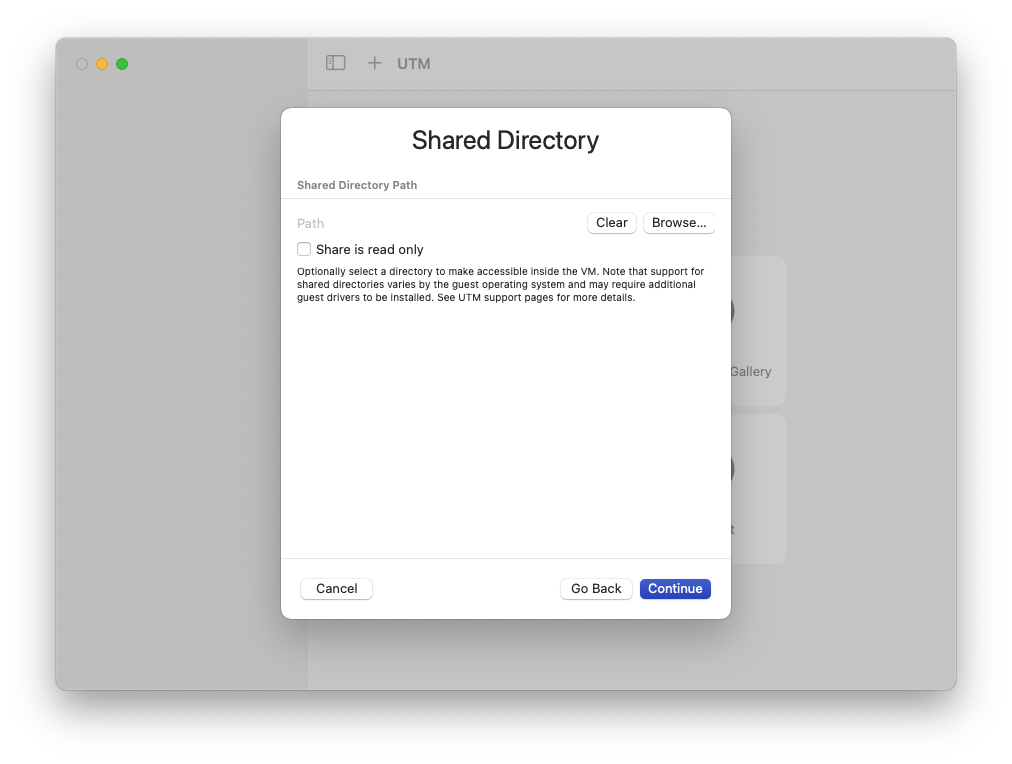 UTM
Shared Directory
Shared Directory Path
Path
Clear
Browse...
Share is read only
Optionally select a directory to make accessible inside the VM. Note that support for
shared directories varies by the guest operating system and may require additional
guest drivers to be installed. See UTM support pages for more details.
Gallery
t
Cancel
Go Back
Continue